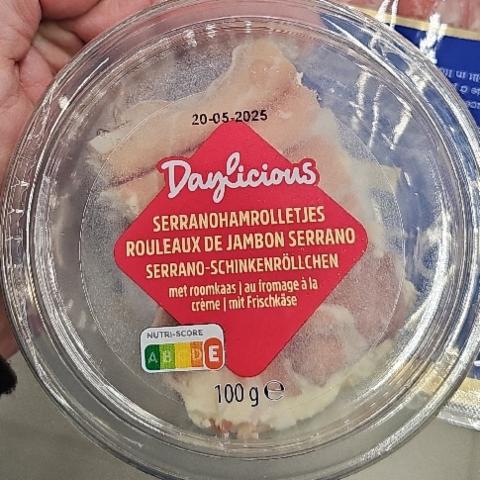 20-05-2025
Daylicious
SERRANOHAMROLLETJES
ROULEAUX DE JAMBON SERRANO
SERRANO-SCHINKENRÖLLCHEN
met roomkaas | au fromage à la
crème | mit Frischkäse
NUTRI-SCORE
A B C D E
100 g ℮